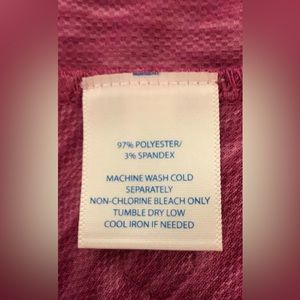 97% POLYESTER/
3% SPANDEX
MACHINE WASH COLD
SEPARATELY
NON-CHLORINE BLEACH ONLY
TUMBLE DRY LOW
COOL IRON IF NEEDED